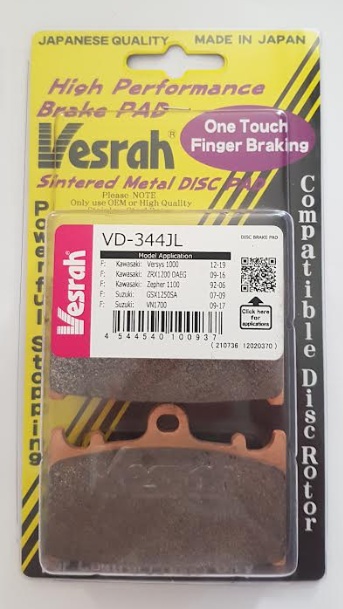 JAPANESE QUALITY MADE IN JAPAN
High Performance
Brake PAD
Vesrah®
One Touch
Finger Braking
Sintered Metal DISC PAD
Please NOTE
Only use OEM or High Quality
Powerful Stopping
Compatible Disc Rotor
Vesrah
VD-344JL
DISC BRAKE PAD
Model Application
F: Kawasaki: Versys 1000 12-13
F: Kawasaki: ZRX1200 DAEG 09-16
F: Kawasaki: Zepher 1100 92-06
F: Suzuki: GSX1250SA 07-09
F: Suzuki: VN1700 09-17
Click here
for
applications
4 544540 100937
(210736 12020370)